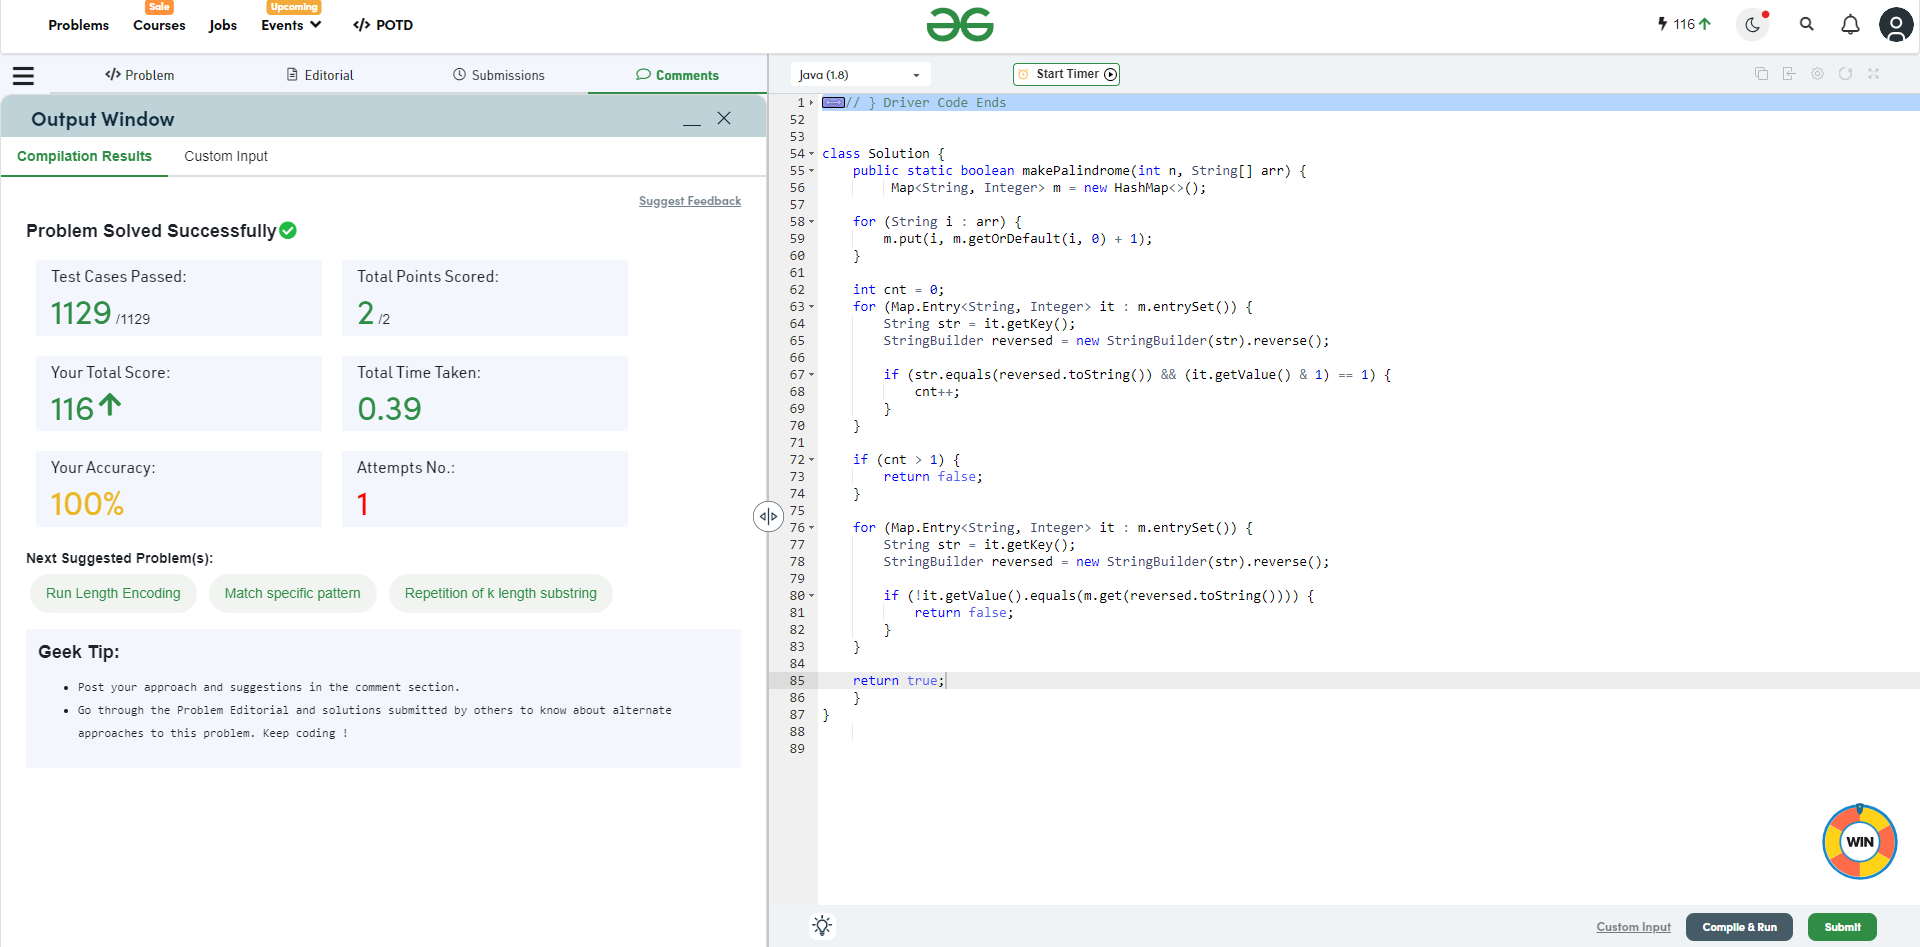 Problems
Sale
Courses
Jobs
Upcoming
Events
</> POTD
116
</> Problem
Editorial
Submissions
Comments
Java (1.8)
Start Timer
Output Window
Compilation Results
Custom Input
Suggest Feedback
Problem Solved Successfully
Test Cases Passed:
1129 /1129
Total Points Scored:
2 /2
Your Total Score:
116
Total Time Taken:
0.39
Your Accuracy:
100%
Attempts No.:
1
Next Suggested Problem(s):
Run Length Encoding
Match specific pattern
Repetition of k length substring
Geek Tip:
• Post your approach and suggestions in the comment section.
• Go through the Problem Editorial and solutions submitted by others to know about alternate
approaches to this problem. Keep coding !
1 // } Driver Code Ends
52
53
54 class Solution {
55 public static boolean makePalindrome(int n, String[] arr) {
56 Map<String, Integer> m = new HashMap<>();
57
58 for (String i : arr) {
59 m.put(i, m.getOrDefault(i, 0) + 1);
60 }
61
62 int cnt = 0;
63 for (Map.Entry<String, Integer> it : m.entrySet()) {
64 String str = it.getKey();
65 StringBuilder reversed = new StringBuilder(str).reverse();
66
67 if (str.equals(reversed.toString()) && (it.getValue() & 1) == 1) {
68 cnt++;
69 }
70 }
71
72 if (cnt > 1) {
73 return false;
74 }
75
76 for (Map.Entry<String, Integer> it : m.entrySet()) {
77 String str = it.getKey();
78 StringBuilder reversed = new StringBuilder(str).reverse();
79
80 if (!it.getValue().equals(m.get(reversed.toString()))) {
81 return false;
82 }
83 }
84
85 return true;
86 }
87 }
88
89
WIN
Custom Input
Compile & Run
Submit